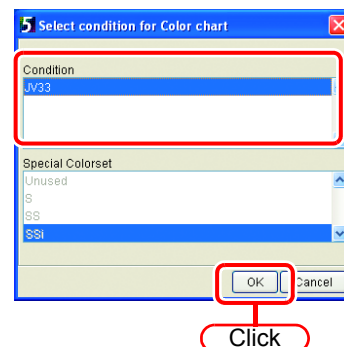 5 Select condition for Color chart
Condition
JV33
Special Colorset
Unused
S
SS
SSi
OK Cancel
Click